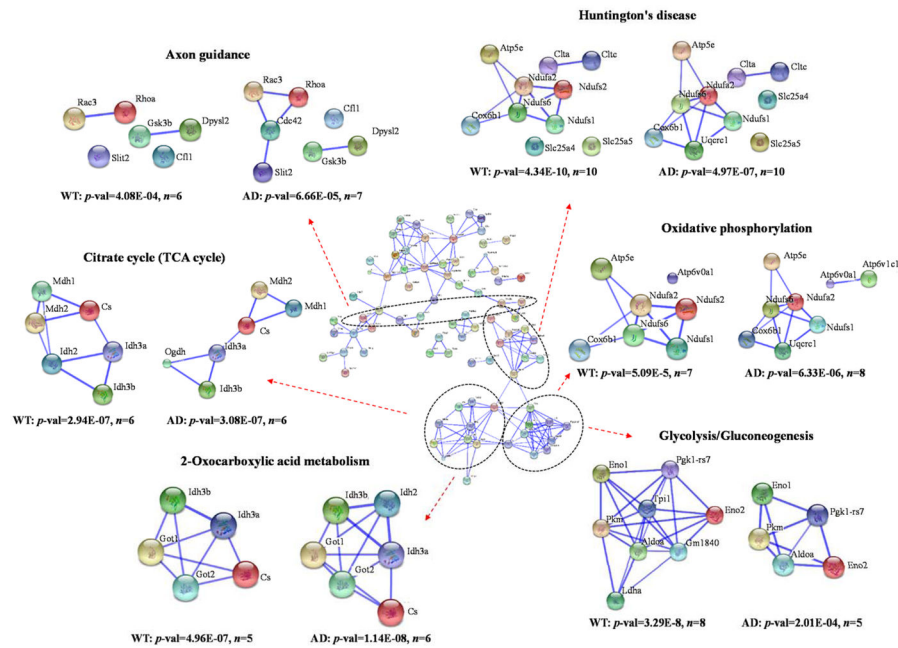 Axon guidance
Rac3
Rhoa
Gsk3b
Dpysl2
Slit2
Cfl1
WT: p-val=4.08E-04, n=6
Rac3
Rhoa
Cfl1
Cdc42
Dpysl2
Gsk3b
Slit2
AD: p-val=6.66E-05, n=7
Huntington's disease
Atp5e
Clta
Cltc
Ndufa2
Ndufs2
Ndufs6
Cox6b1
Ndufs1
Slc25a4
Slc25a5
WT: p-val=4.34E-10, n=10
Atp5e
Clta
Cltc
Ndufa2
Slc25a4
Ndufs6
Ndufs1
Cox6b1
Uqcrc1
Slc25a5
AD: p-val=4.97E-07, n=10
Citrate cycle (TCA cycle)
Mdh1
Cs
Mdh2
Idh3a
Idh2
Idh3b
WT: p-val=2.94E-07, n=6
Mdh2
Mdh1
Cs
Idh3a
Ogdh
Idh3b
AD: p-val=3.08E-07, n=6
Oxidative phosphorylation
Atp5e
Atp6v0a1
Ndufa2
Ndufs2
Ndufs6
Cox6b1
Ndufs1
WT: p-val=5.09E-5, n=7
Atp5e
Atp6v1c1
Atp6v0a1
Ndufa2
Ndufs6
Ndufs1
Cox6b1
Uqcrc1
AD: p-val=6.33E-06, n=8
2-Oxocarboxylic acid metabolism
Idh3b
Idh3a
Got1
Got2
Cs
WT: p-val=4.96E-07, n=5
Idh3b
Idh2
Got1
Idh3a
Got2
Cs
AD: p-val=1.14E-08, n=6
Glycolysis/Gluconeogenesis
Eno1
Pgk1-rs7
Tpi1
Eno2
Pkm
Aldoa
Gm1840
Ldha
WT: p-val=3.29E-8, n=8
Eno1
Pgk1-rs7
Pkm
Aldoa
Eno2
AD: p-val=2.01E-04, n=5